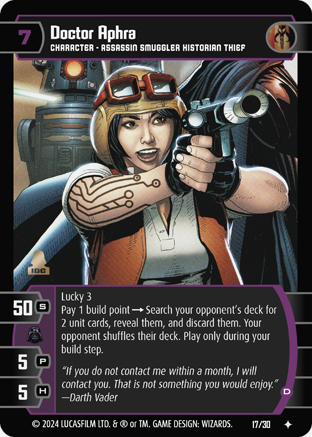 7 Doctor Aphra
CHARACTER - ASSASSIN SMUGGLER HISTORIAN THIEF
IGC
50 S
5 P
5 H
Lucky 3
Pay 1 build point → Search your opponent's deck for
2 unit cards, reveal them, and discard them. Your
opponent shuffles their deck. Play only during your
build step.
“If you do not contact me within a month, I will
contact you. That is not something you would enjoy.”
—Darth Vader
D
© 2024 LUCASFILM LTD. & ® or TM. GAME DESIGN: WIZARDS. 17/30